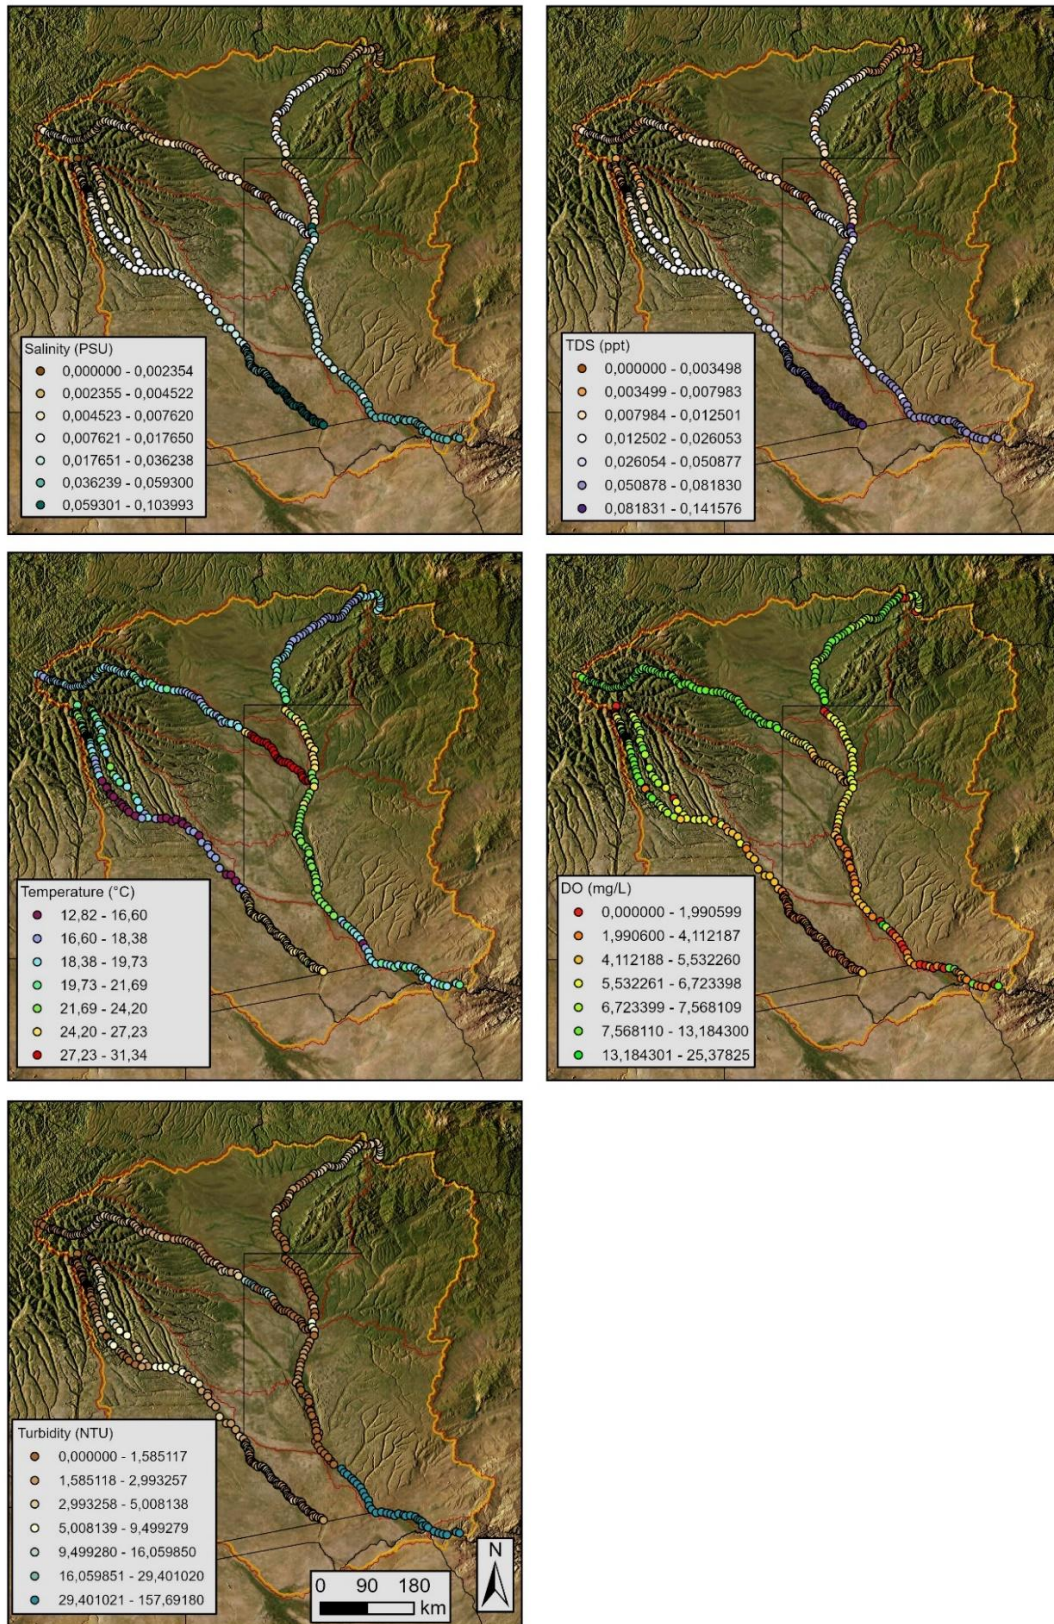 Salinity (PSU)
0,000000 - 0,002354
0,002355 - 0,004522
0,004523 - 0,007620
0,007621 - 0,017650
0,017651 - 0,036238
0,036239 - 0,059300
0,059301 - 0,103993
TDS (ppt)
0,000000 - 0,003498
0,003499 - 0,007983
0,007984 - 0,012501
0,012502 - 0,026053
0,026054 - 0,050877
0,050878 - 0,081830
0,081831 - 0,141576
Temperature (°C)
12,82 - 16,60
16,60 - 18,38
18,38 - 19,73
19,73 - 21,69
21,69 - 24,20
24,20 - 27,23
27,23 - 31,34
DO (mg/L)
0,000000 - 1,990599
1,990600 - 4,112187
4,112188 - 5,532260
5,532261 - 6,723398
6,723399 - 7,568109
7,568110 - 13,184300
13,184301 - 25,37825
Turbidity (NTU)
0,000000 - 1,585117
1,585118 - 2,993257
2,993258 - 5,008138
5,008139 - 9,499279
9,499280 - 16,059850
16,059851 - 29,401020
29,401021 - 157,69180
0 90 180
km
N